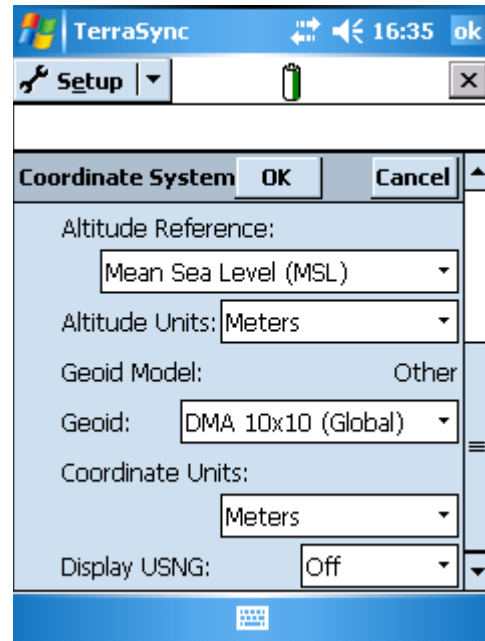 TerraSync 16:35 ok
Setup
Coordinate System OK Cancel
Altitude Reference:
Mean Sea Level (MSL)
Altitude Units: Meters
Geoid Model: Other
Geoid: DMA 10x10 (Global)
Coordinate Units:
Meters
Display USNG: Off